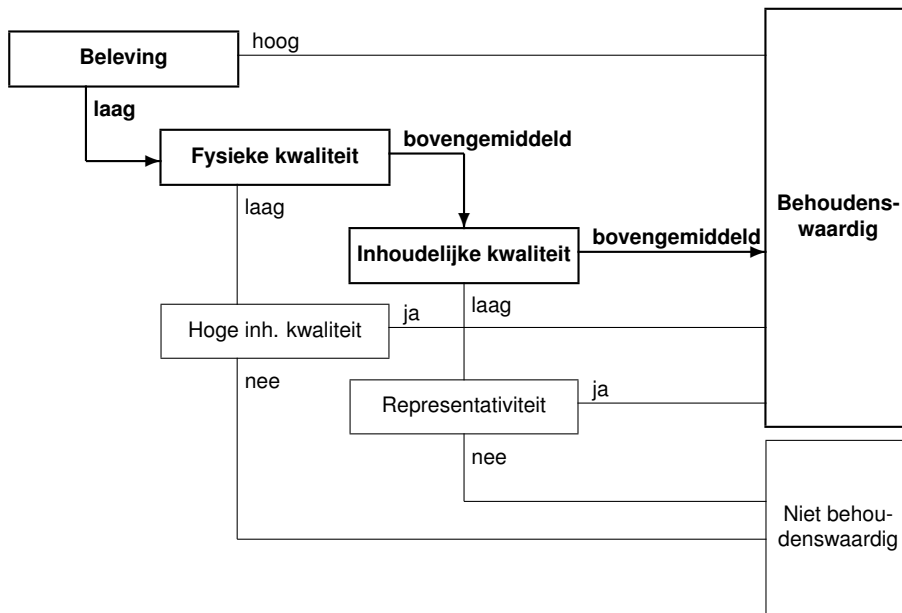 Beleving
hoog
laag
Fysieke kwaliteit
bovengemiddeld
laag
Behoudens-
waardig
Inhoudelijke kwaliteit
bovengemiddeld
laag
Hoge inh. kwaliteit
ja
nee
Representativiteit
ja
nee
Niet behou-
denswaardig